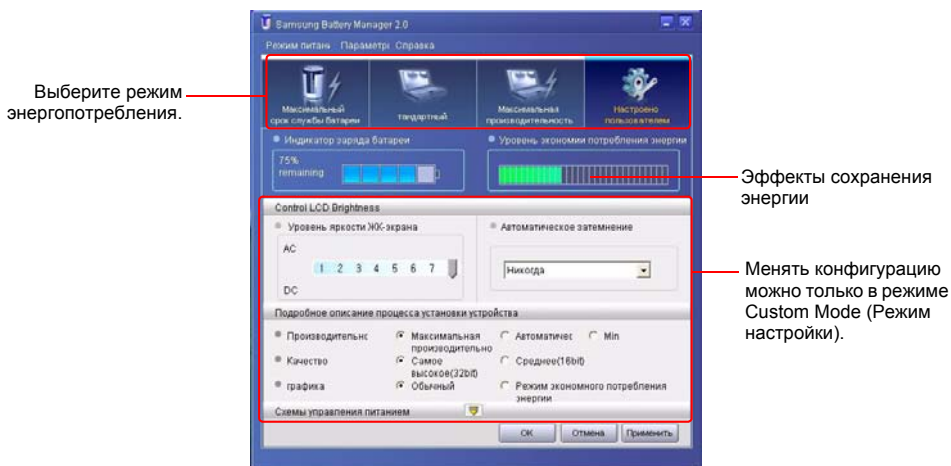 Samsung Battery Manager 2.0
Режим питани Параметрі Справка
Выберите режим
энергопотребления.
Максимальный
срок службы батареи
тандартный
Максимальная
производительность
Настроено
пользователем
Индикатор заряда батареи
Уровень экономии потребления энергии
75%
remaining
Эффекты сохранения
энергии
Control LCD Brightness
Уровень яркости ЖК-экрана
Автоматическое затемнение
AC
1 2 3 4 5 6 7
DC
Никогда
Менять конфигурацию
можно только в режиме
Custom Mode (Режим
настройки).
Подробное описание процесса установки устройства
Производительнс Максимальная производительно Автоматичес Min
Качество Самое высокое(32bit) Среднее(16bit)
графика Обычный Режим экономного потребления энергии
Схемы управления питанием
OK Отмена Применить